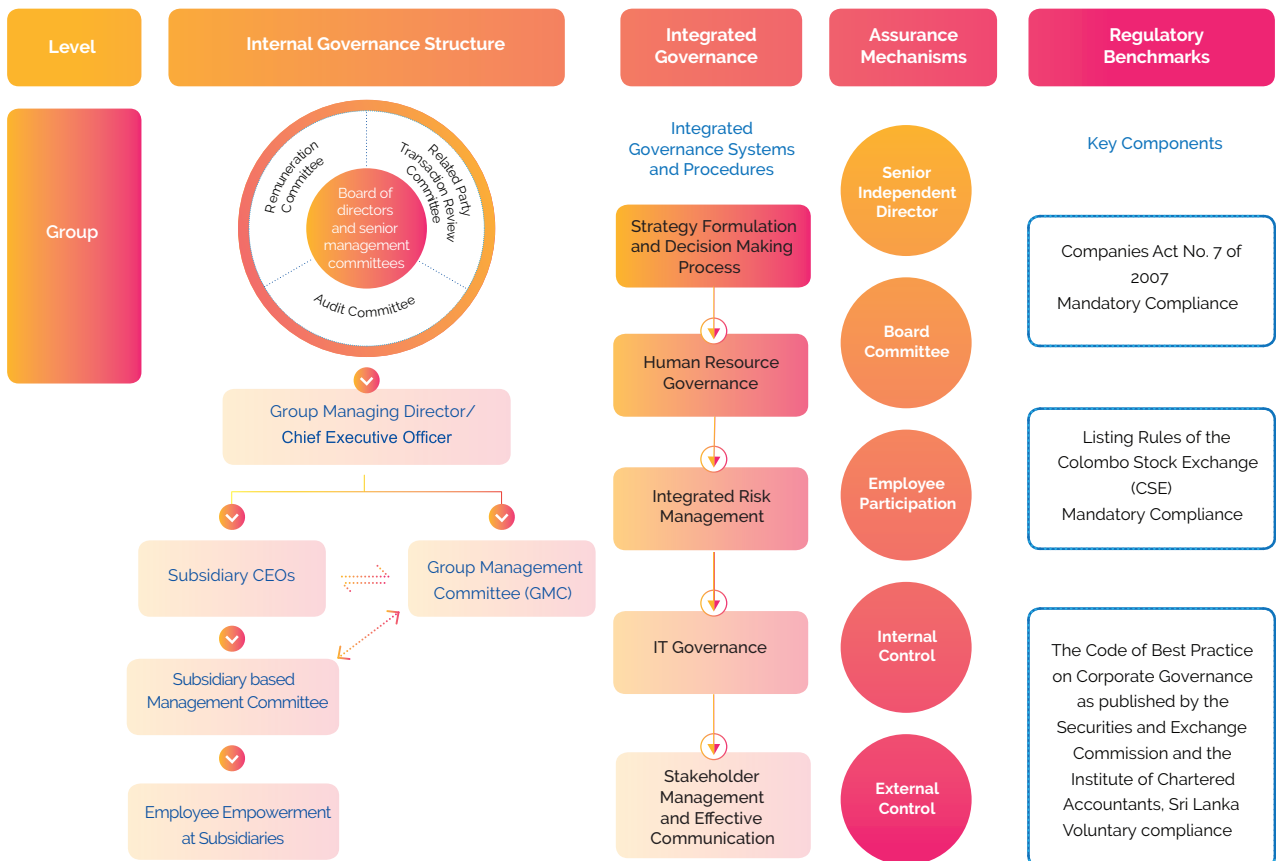 Level
Internal Governance Structure
Integrated
Governance
Assurance
Mechanisms
Regulatory
Benchmarks
Group
Remuneration
Committee
Related Party
Transaction Review
Committee
Audit Committee
Board of
directors
and senior
management
committees
Group Managing Director/
Chief Executive Officer
Subsidiary CEOs
Group Management
Committee (GMC)
Subsidiary based
Management Committee
Employee Empowerment
at Subsidiaries
Integrated
Governance Systems
and Procedures
Strategy Formulation
and Decision Making
Process
Human Resource
Governance
Integrated Risk
Management
IT Governance
Stakeholder
Management
and Effective
Communication
Senior
Independent
Director
Board
Committee
Employee
Participation
Internal
Control
External
Control
Key Components
Companies Act No. 7 of
2007
Mandatory Compliance
Listing Rules of the
Colombo Stock Exchange
(CSE)
Mandatory Compliance
The Code of Best Practice
on Corporate Governance
as published by the
Securities and Exchange
Commission and the
Institute of Chartered
Accountants, Sri Lanka
Voluntary compliance